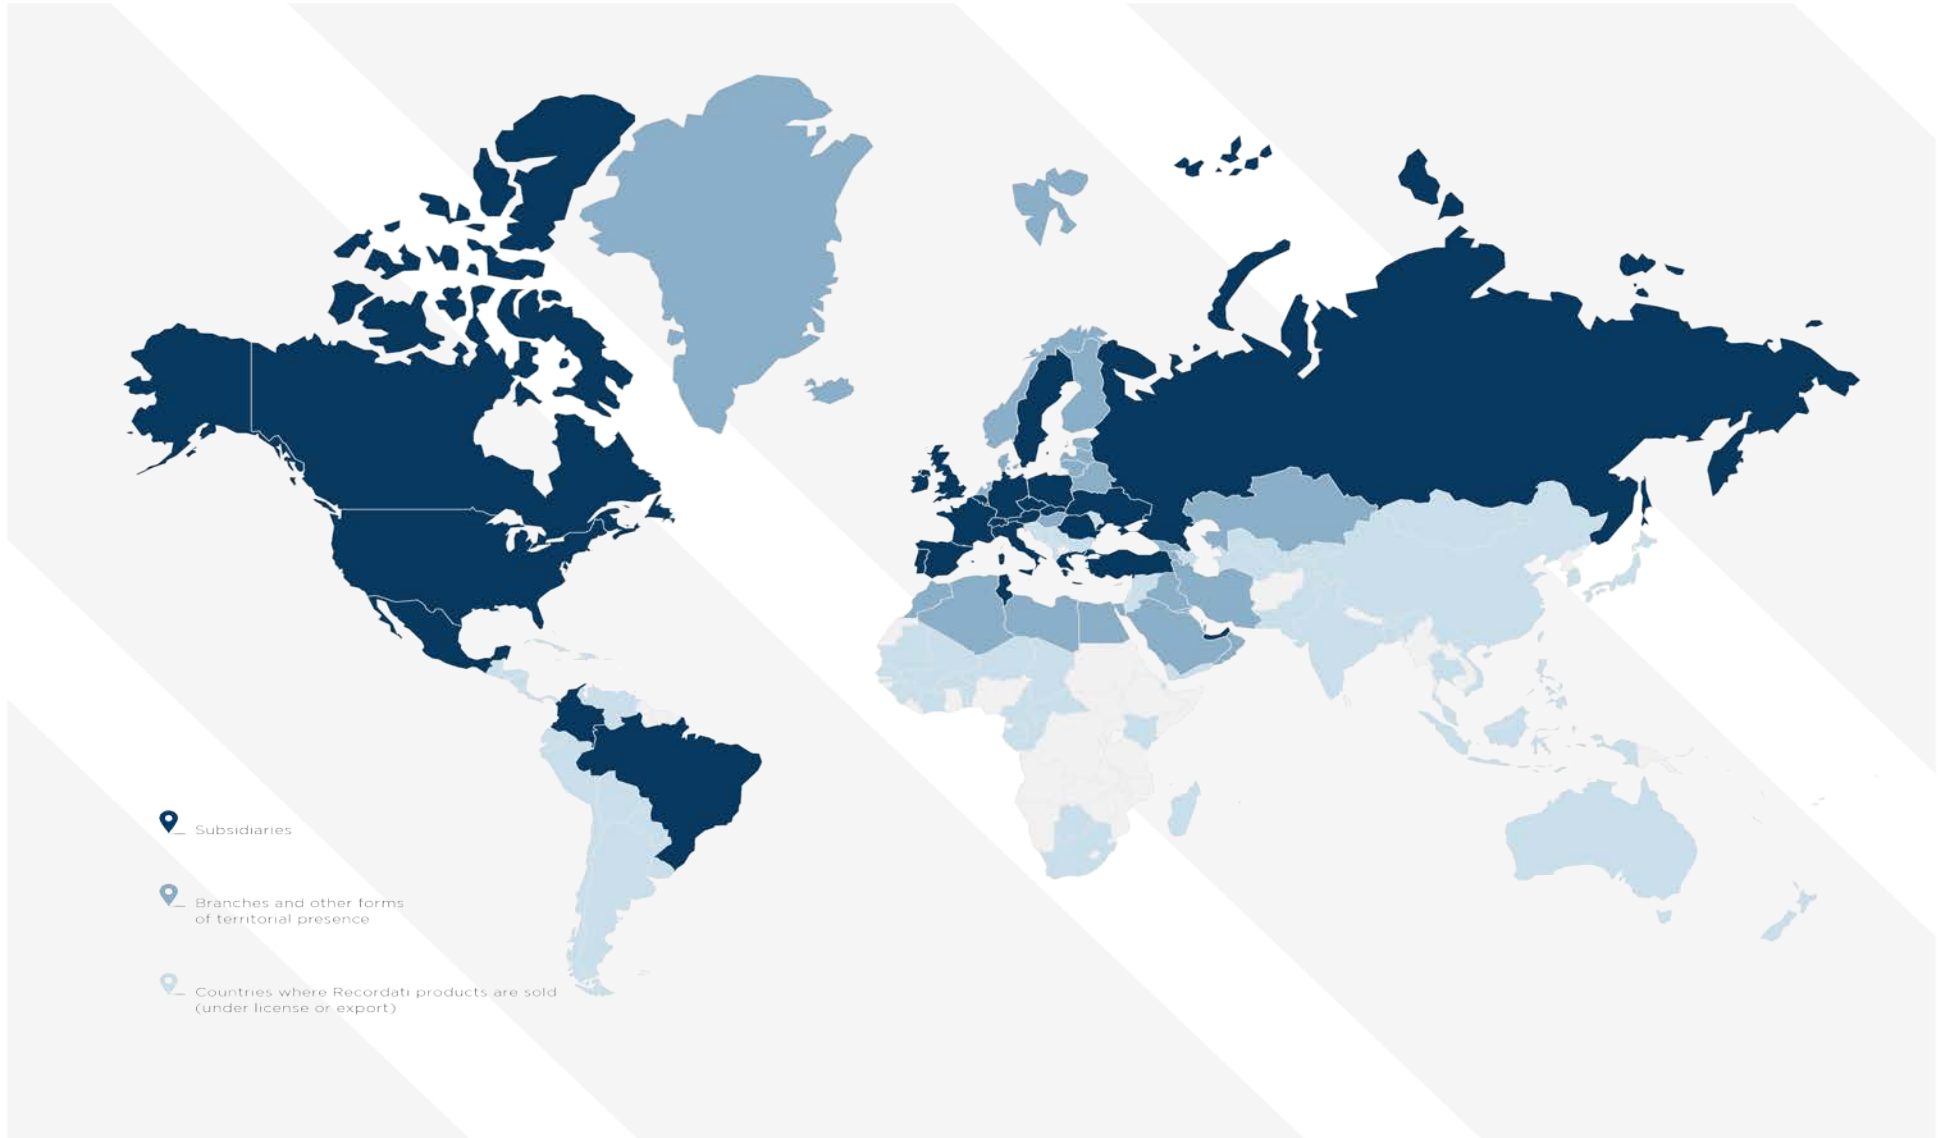 Subsidiaries
Branches and other forms
of territorial presence
Countries where Recordati products are sold
(under license or export)